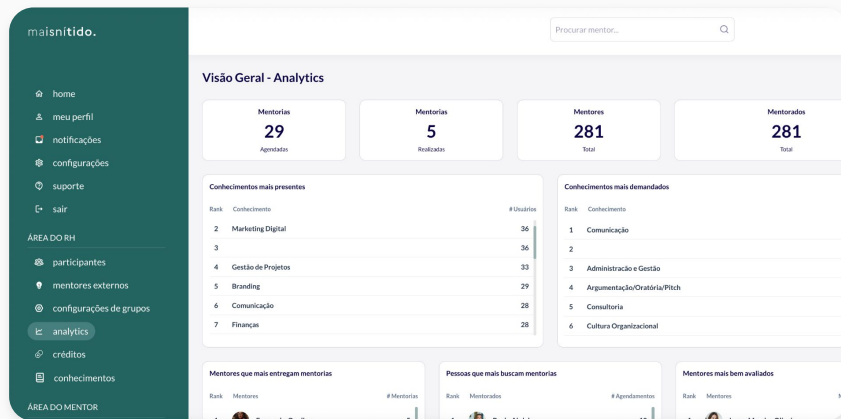 maisnítido.
Procurar mentor...
home
meu perfil
notificações
configurações
suporte
sair
ÁREA DO RH
participantes
mentores externos
configurações de grupos
analytics
créditos
conhecimentos
ÁREA DO MENTOR
Visão Geral - Analytics
Mentorias
29
Agendadas
Mentorias
5
Realizadas
Mentores
281
Total
Mentorados
281
Total
Conhecimentos mais presentes
Rank Conhecimento # Usuários
2 Marketing Digital 36
3 36
4 Gestão de Projetos 33
5 Branding 29
6 Comunicação 28
7 Finanças 28
Conhecimentos mais demandados
Rank Conhecimento
1 Comunicação
2
3 Administracão e Gestão
4 Argumentação/Oratória/Pitch
5 Consultoria
6 Cultura Organizacional
Mentores que mais entregam mentorias
Rank Mentores # Mentorias
Pessoas que mais buscam mentorias
Rank Mentorados # Agendamentos
Mentores mais bem avaliados
Rank Mentores